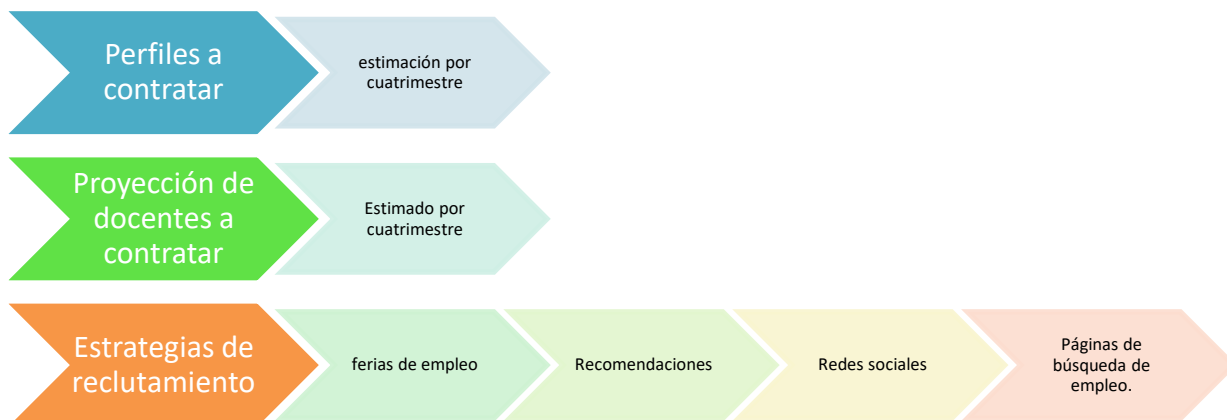 Perfiles a
contratar
estimación por
cuatrimestre
Proyección de
docentes a
contratar
Estimado por
cuatrimestre
Estrategias de
reclutamiento
ferias de empleo
Recomendaciones
Redes sociales
Páginas de
búsqueda de
empleo.